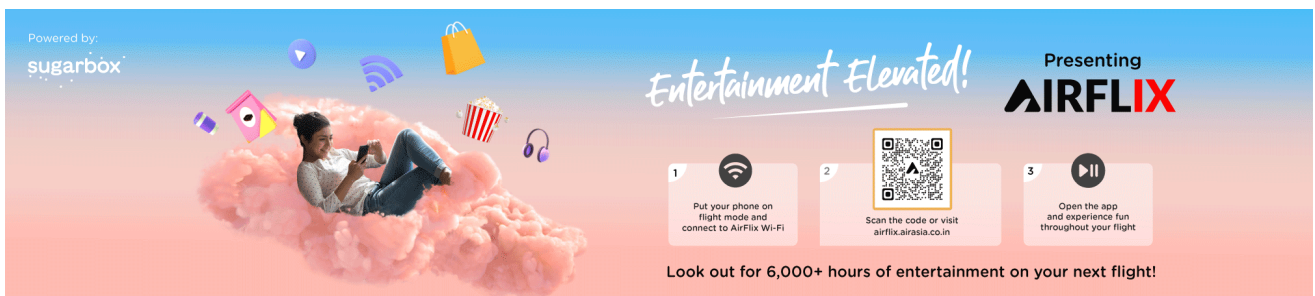 Powered by:
sugarbox
Entertainment Elevated!
Presenting
AIRFLIX
1
Put your phone on
flight mode and
connect to AirFlix Wi-Fi
2
Scan the code or visit
airflix.airasia.co.in
3
Open the app
and experience fun
throughout your flight
Look out for 6,000+ hours of entertainment on your next flight!